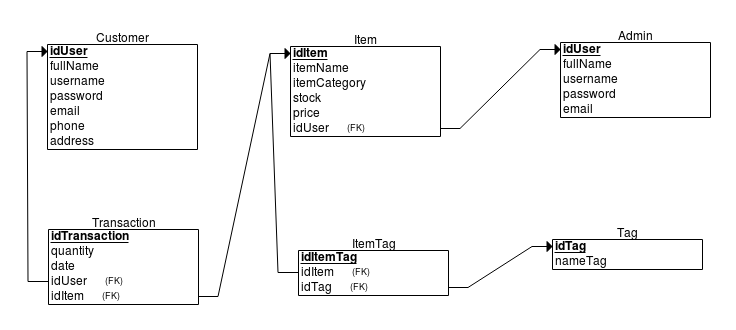 Customer
idUser
fullName
username
password
email
phone
address
Item
idItem
itemName
itemCategory
stock
price
idUser (FK)
Admin
idUser
fullName
username
password
email
Transaction
idTransaction
quantity
date
idUser (FK)
idItem (FK)
ItemTag
idItemTag
idItem (FK)
idTag (FK)
Tag
idTag
nameTag